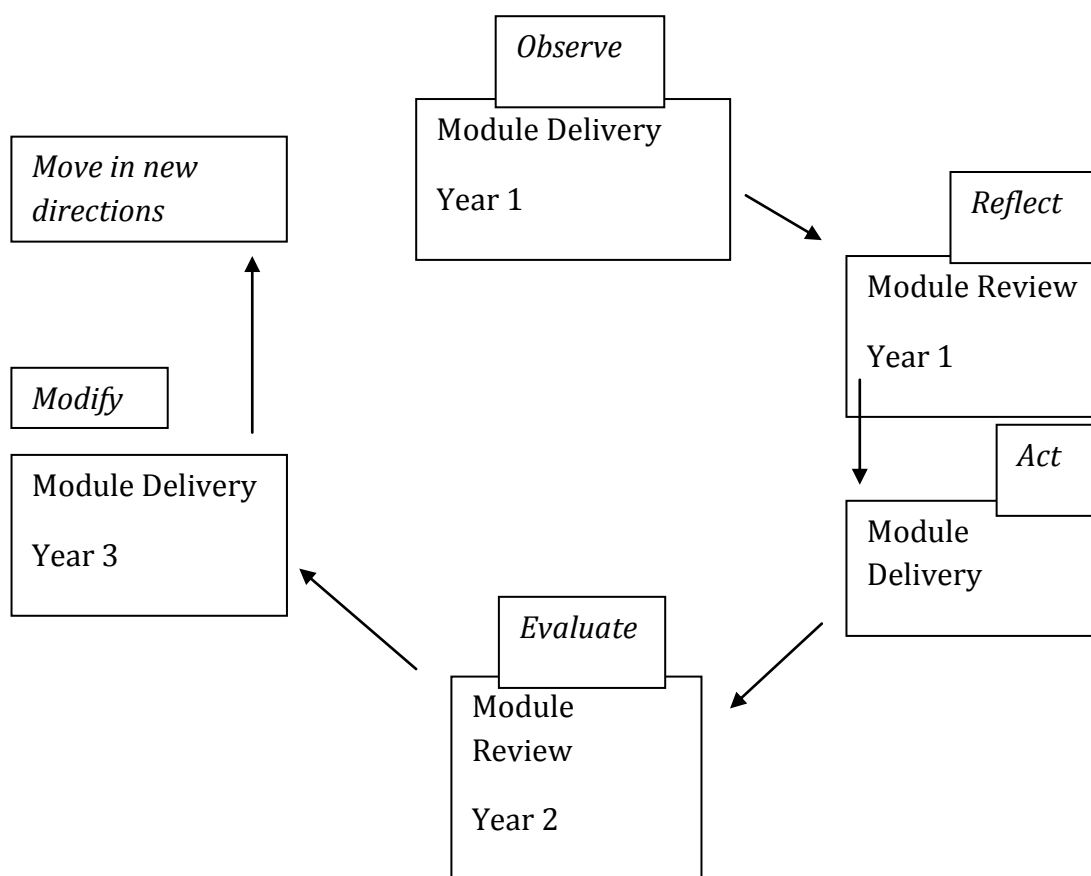 Observe
Module Delivery
Year 1
Reflect
Module Review
Year 1
Act
Module
Delivery
Evaluate
Module
Review
Year 2
Modify
Module Delivery
Year 3
Move in new
directions